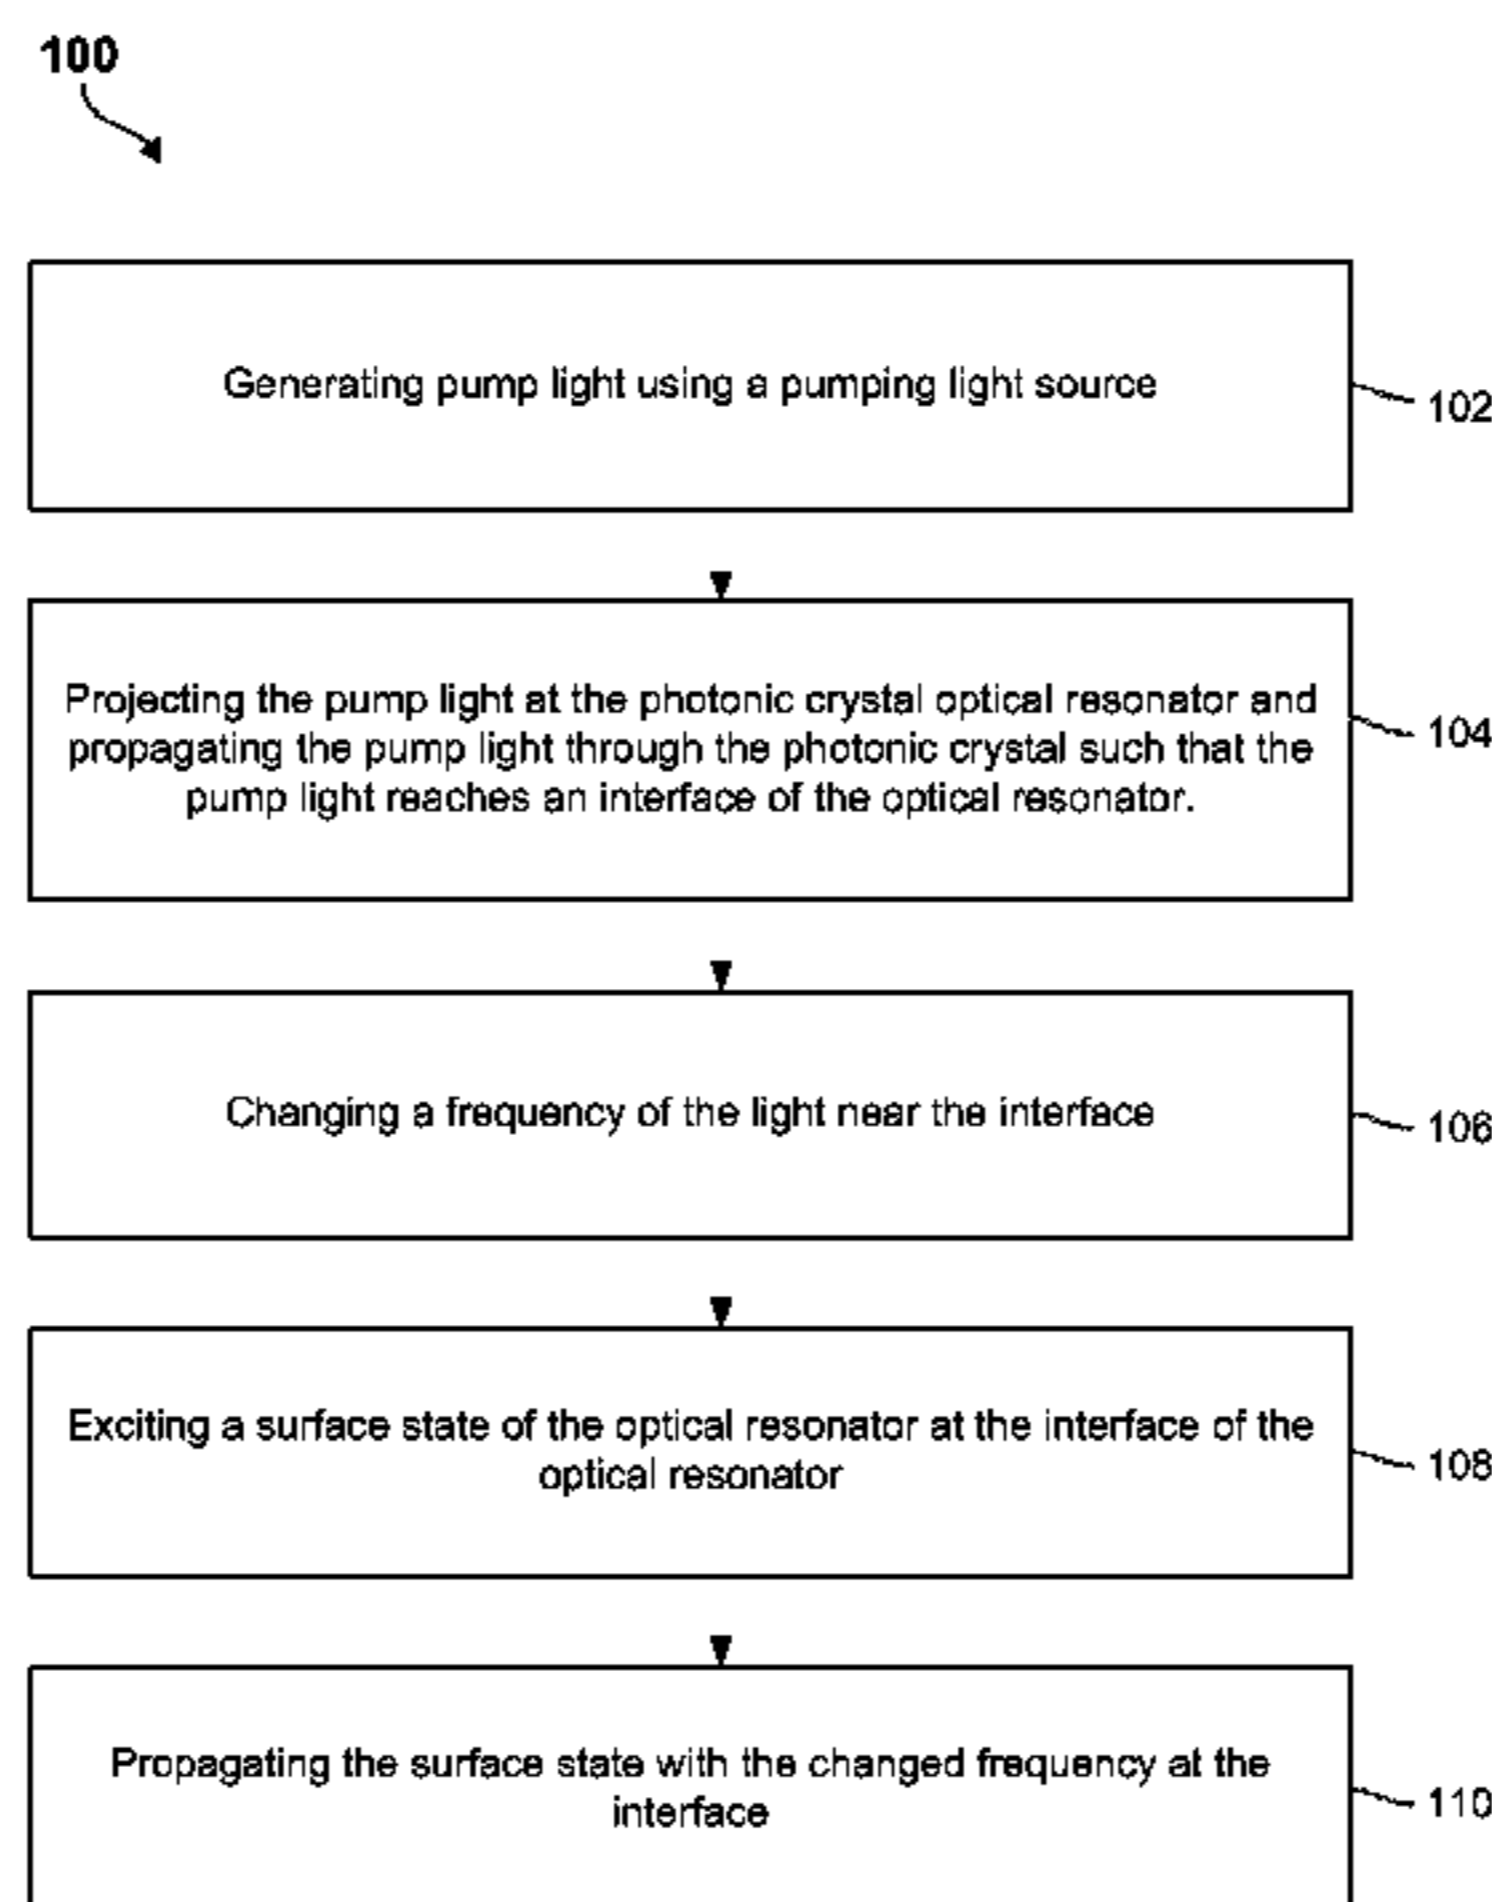 100
Generating pump light using a pumping light source
102
Projecting the pump light at the photonic crystal optical resonator and
propagating the pump light through the photonic crystal such that the
pump light reaches an interface of the optical resonator.
104
Changing a frequency of the light near the interface
106
Exciting a surface state of the optical resonator at the interface of the
optical resonator
108
Propagating the surface state with the changed frequency at the
interface
110